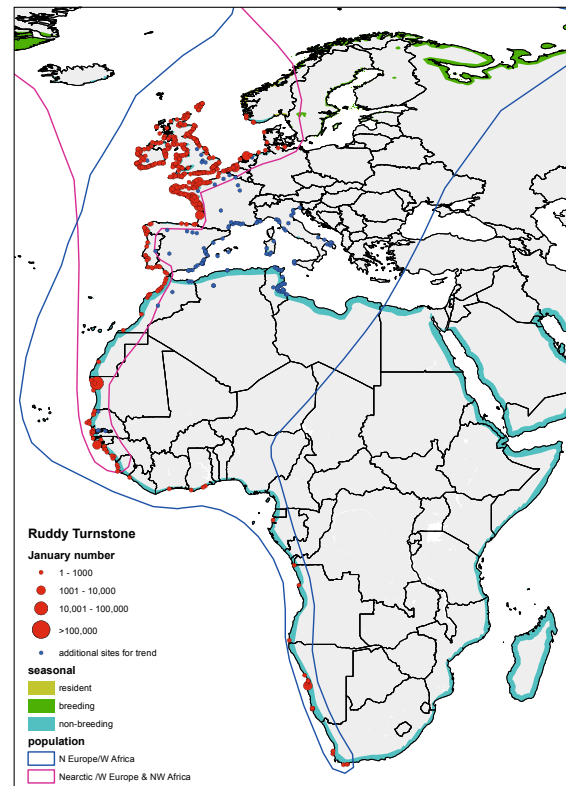 Ruddy Turnstone
January number
1 - 1000
1001 - 10,000
10,001 - 100,000
>100,000
additional sites for trend
seasonal
resident
breeding
non-breeding
population
N Europe/W Africa
Nearctic /W Europe & NW Africa